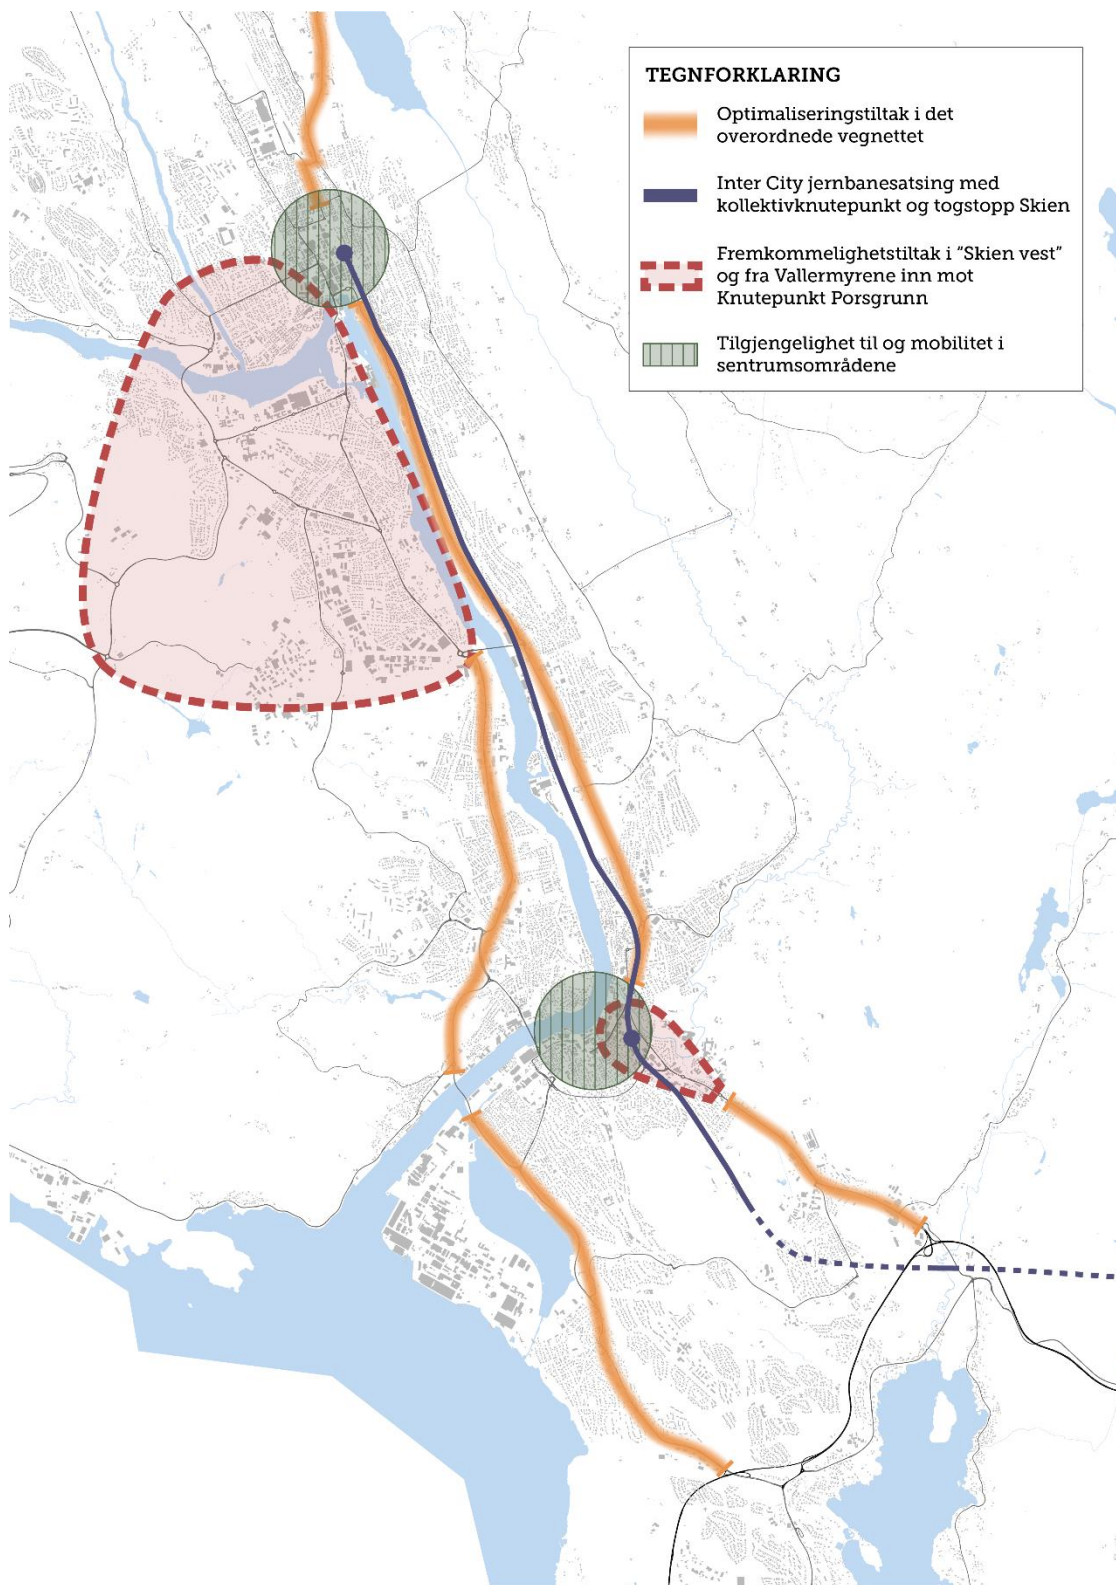 TEGNFORKLARING
Optimaliseringstiltak i det
overordnede vegnettet
Inter City jernbanesatsing med
kollektivknutepunkt og togstopp Skien
Fremkommelighetstiltak i “Skien vest”
og fra Vallermyrene inn mot
Knutepunkt Porsgrunn
Tilgjengelighet til og mobilitet i
sentrumsområdene